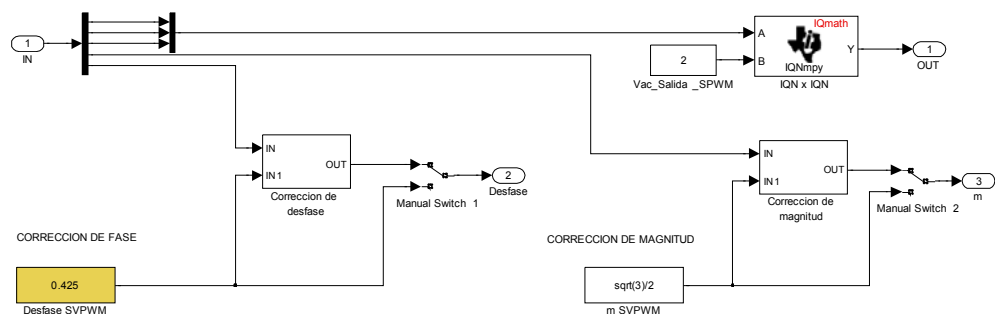 IQmath
1
IN
A
B
Y
IQNmpy
IQN x IQN
1
OUT
2
Vac_Salida _SPWM
IN
IN 1
OUT
Correccion de
desfase
Manual Switch 1
2
Desfase
IN
IN 1
OUT
Correccion de
magnitud
Manual Switch 2
3
m
CORRECCION DE FASE
CORRECCION DE MAGNITUD
0.425
Desfase SVPWM
sqrt(3)/2
m SVPWM